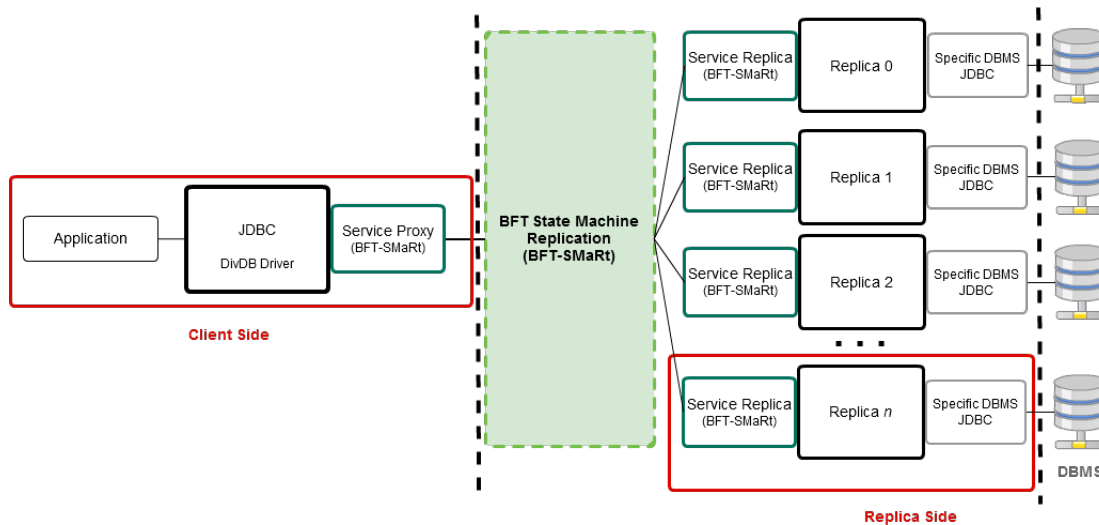 Application
JDBC
DivDB Driver
Service Proxy
(BFT-SMaRt)
Client Side
BFT State Machine
Replication
(BFT-SMaRt)
Service Replica
(BFT-SMaRt)
Replica 0
Specific DBMS
JDBC
Service Replica
(BFT-SMaRt)
Replica 1
Specific DBMS
JDBC
Service Replica
(BFT-SMaRt)
Replica 2
Specific DBMS
JDBC
. . .
Service Replica
(BFT-SMaRt)
Replica n
Specific DBMS
JDBC
DBMS
Replica Side